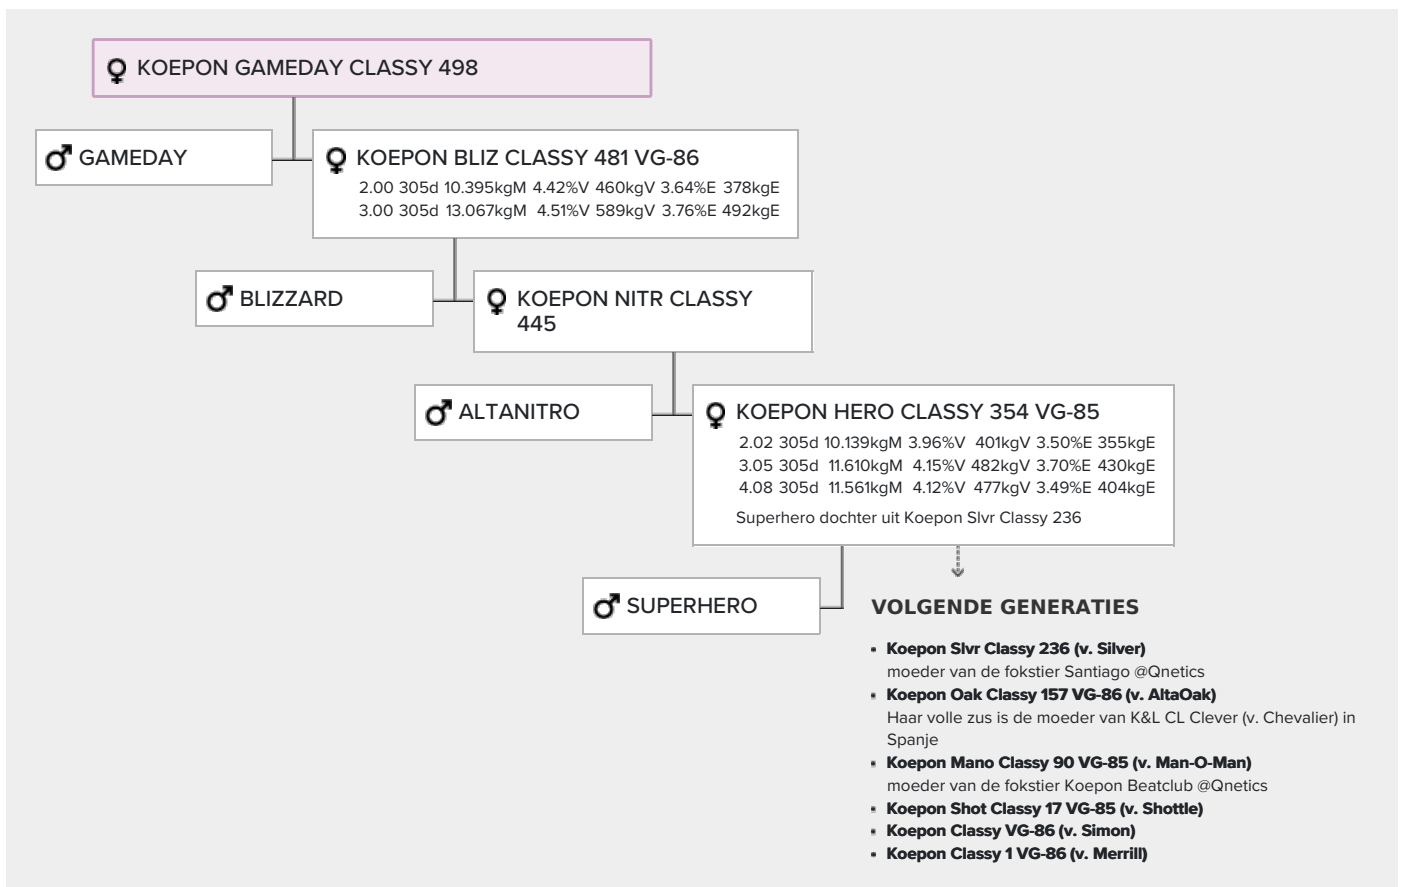 KOEPON GAMEDAY CLASSY 498
GAMEDAY
KOEPON BLIZ CLASSY 481 VG-86
2.00 305d 10.395kgM 4.42%V 460kgV 3.64%E 378kgE
3.00 305d 13.067kgM 4.51%V 589kgV 3.76%E 492kgE
BLIZZARD
KOEPON NITR CLASSY
445
ALTANITRO
KOEPON HERO CLASSY 354 VG-85
2.02 305d 10.139kgM 3.96%V 401kgV 3.50%E 355kgE
3.05 305d 11.610kgM 4.15%V 482kgV 3.70%E 430kgE
4.08 305d 11.561kgM 4.12%V 477kgV 3.49%E 404kgE
Superhero dochter uit Koepon Slvr Classy 236
SUPERHERO
VOLGENDE GENERATIES
Koepon Slvr Classy 236 (v. Silver)
moeder van de fokstier Santiago @Qnetics
Koepon Oak Classy 157 VG-86 (v. AltaOak)
Haar volle zus is de moeder van K&L CL Clever (v. Chevalier) in
Spanje
Koepon Mano Classy 90 VG-85 (v. Man-O-Man)
moeder van de fokstier Koepon Beatclub @Qnetics
Koepon Shot Classy 17 VG-85 (v. Shottle)
Koepon Classy VG-86 (v. Simon)
Koepon Classy 1 VG-86 (v. Merrill)